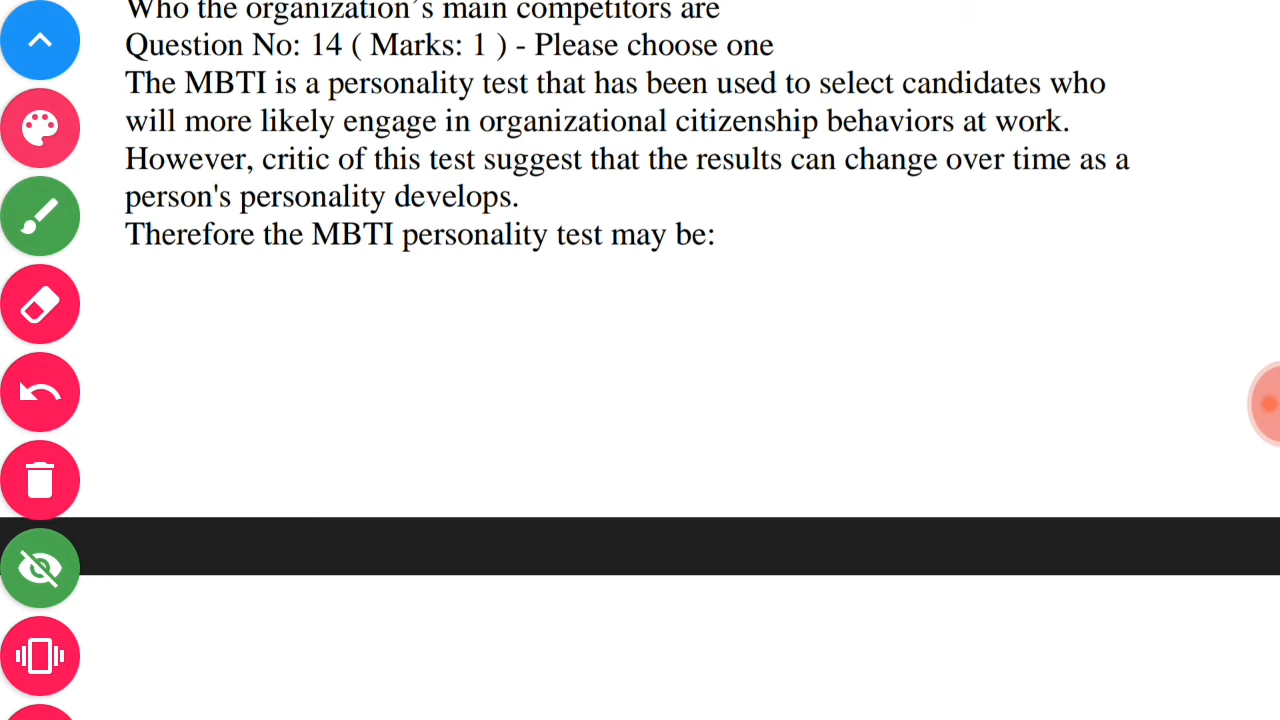 Who the organization's main competitors are
Question No: 14 ( Marks: 1 ) - Please choose one
The MBTI is a personality test that has been used to select candidates who
will more likely engage in organizational citizenship behaviors at work.
However, critic of this test suggest that the results can change over time as a
person's personality develops.
Therefore the MBTI personality test may be: